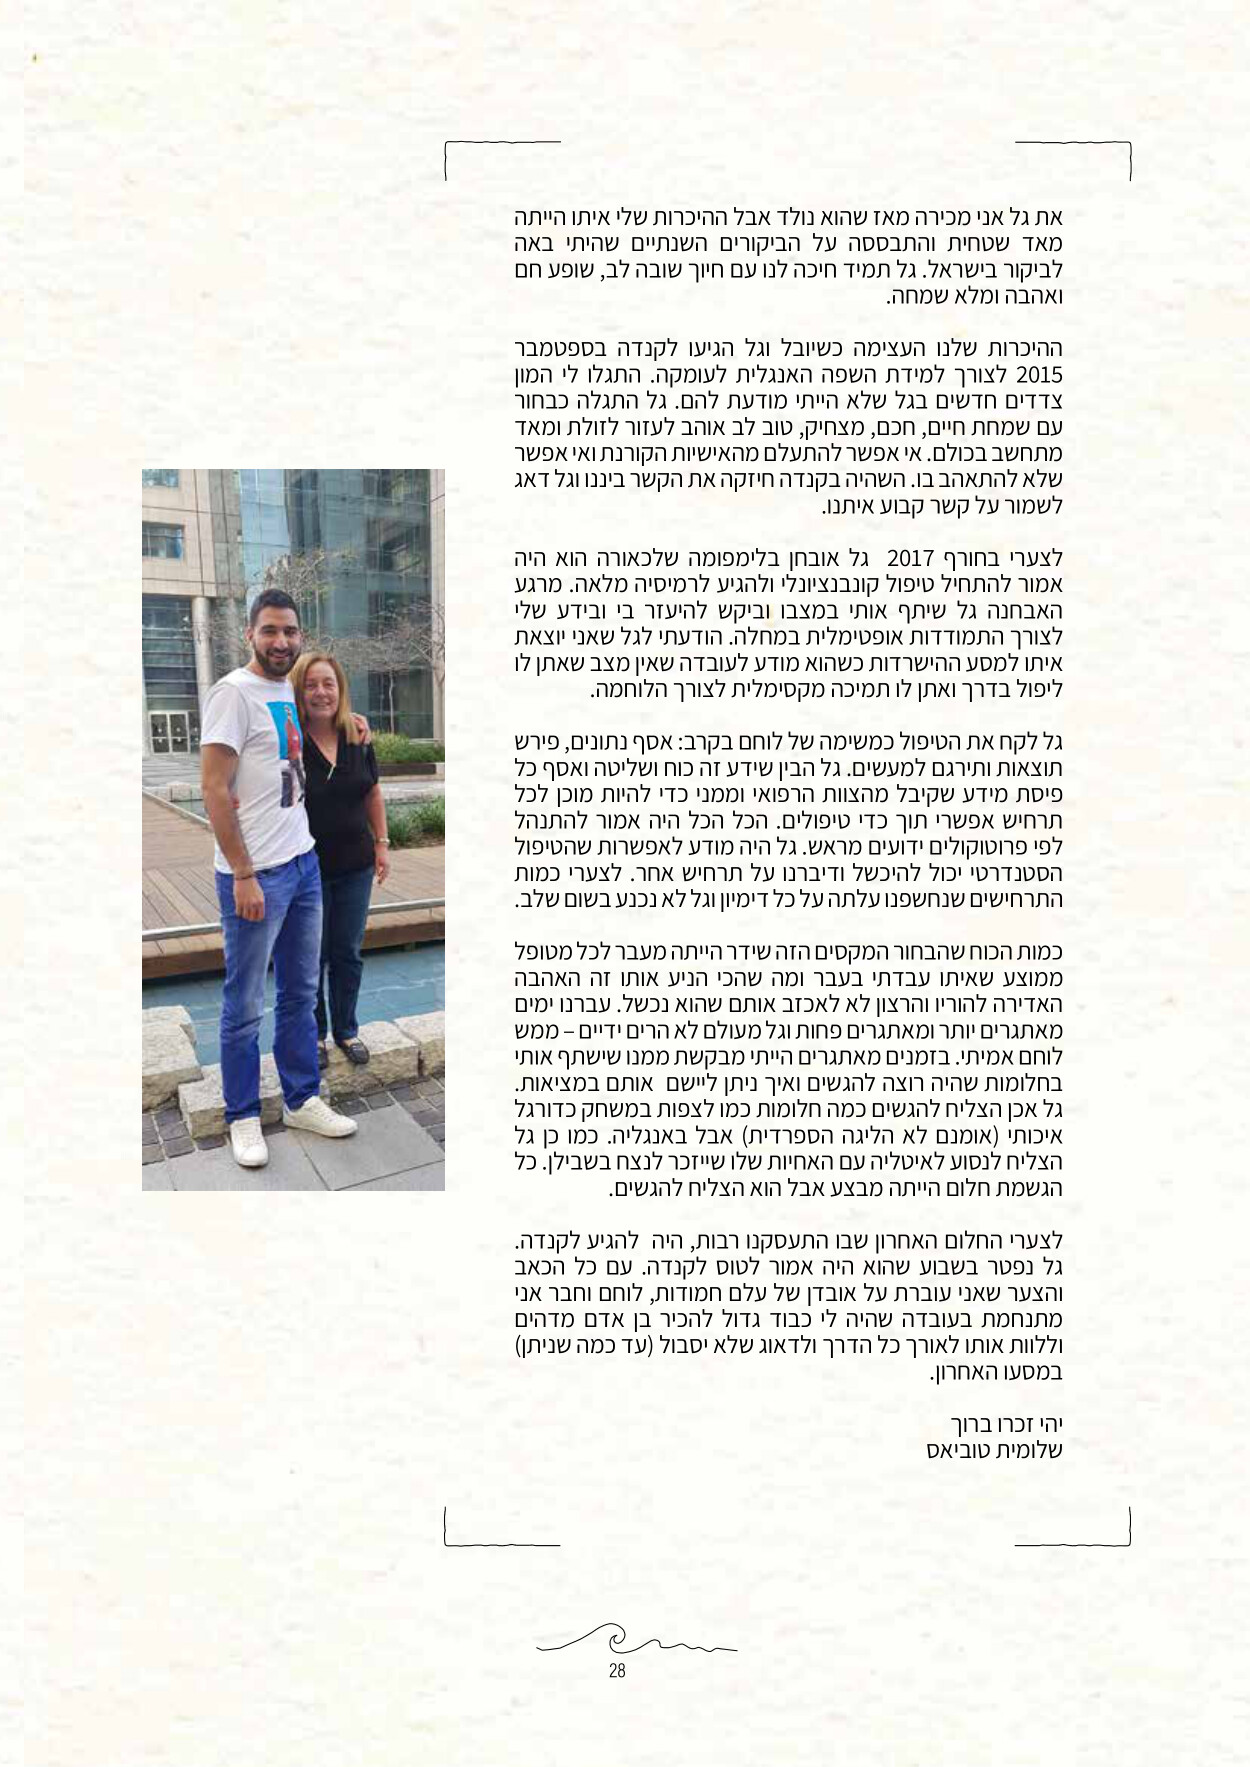 את גל אני מכירה מאז שהוא נולד אבל ההיכרות שלי איתו הייתה
מאד שטחית והתבססה על הביקורים השנתיים שהיתי באה
לביקור בישראל. גל תמיד חיכה לנו עם חיוך שובה לב, שופע חם
ואהבה ומלא שמחה.
ההיכרות שלנו העצימה כשיובל וגל הגיעו לקנדה בספטמבר
2015 לצורך למידת השפה האנגלית לעומקה. התגלו לי המון
צדדים חדשים בגל שלא הייתי מודעת להם. גל התגלה כבחור
עם שמחת חיים, חכם, מצחיק, טוב לב אוהב לעזור לזולת ומאד
מתחשב בכולם. אי אפשר להתעלם מהאישיות הקורנת ואי אפשר
שלא להתאהב בו. השהיה בקנדה חיזקה את הקשר ביננו וגל דאג
לשמור על קשר קבוע איתנו.
לצערי בחורף 2017 גל אובחן בלימפומה שלכאורה הוא היה
אמור להתחיל טיפול קונבנציונלי ולהגיע לרמיסיה מלאה. מרגע
האבחנה גל שיתף אותי במצבו וביקש להיעזר בי ובידע שלי
לצורך התמודדות אופטימלית במחלה. הודעתי לגל שאני יוצאת
איתו למסע ההישרדות כשהוא מודע לעובדה שאין מצב שאתן לו
ליפול בדרך ואתן לו תמיכה מקסימלית לצורך הלוחמה.
גל לקח את הטיפול כמשימה של לוחם בקרב: אסף נתונים, פירש
תוצאות ותירגם למעשים. גל הבין שידע זה כוח ושליטה ואסף כל
פיסת מידע שקיבל מהצוות הרפואי וממני כדי להיות מוכן לכל
תרחיש אפשרי תוך כדי טיפולים. הכל הכל היה אמור להתנהל
לפי פרוטוקולים ידועים מראש. גל היה מודע לאפשרות שהטיפול
הסטנדרטי יכול להיכשל ודיברנו על תרחיש אחר. לצערי כמות
התרחישים שנחשפנו עלתה על כל דימיון וגל לא נכנע בשום שלב.
כמות הכוח שהבחור המקסים הזה שידר הייתה מעבר לכל מטופל
ממוצע שאיתו עבדתי בעבר ומה שהכי הניע אותו זה האהבה
האדירה להוריו והרצון לא לאכזב אותם שהוא נכשל. עברנו ימים
מאתגרים יותר ומאתגרים פחות וגל מעולם לא הרים ידיים – ממש
לוחם אמיתי. בזמנים מאתגרים הייתי מבקשת ממנו שישתף אותי
בחלומות שהיה רוצה להגשים ואיך ניתן ליישם אותם במציאות.
גל אכן הצליח להגשים כמה חלומות כמו לצפות במשחק כדורגל
איכותי (אומנם לא הליגה הספרדית) אבל באנגליה. כמו כן גל
הצליח לנסוע לאיטליה עם האחיות שלו שייזכר לנצח בשבילן. כל
הגשמת חלום הייתה מבצע אבל הוא הצליח להגשים.
לצערי החלום האחרון שבו התעסקנו רבות, היה להגיע לקנדה.
גל נפטר בשבוע שהוא היה אמור לטוס לקנדה. עם כל הכאב
והצער שאני עוברת על אובדן של עלם חמודות, לוחם וחבר אני
מתנחמת בעובדה שהיה לי כבוד גדול להכיר בן אדם מדהים
וללוות אותו לאורך כל הדרך ולדאוג שלא יסבול (עד כמה שניתן)
במסעו האחרון.
יהי זכרו ברוך
שלומית טוביאס
28